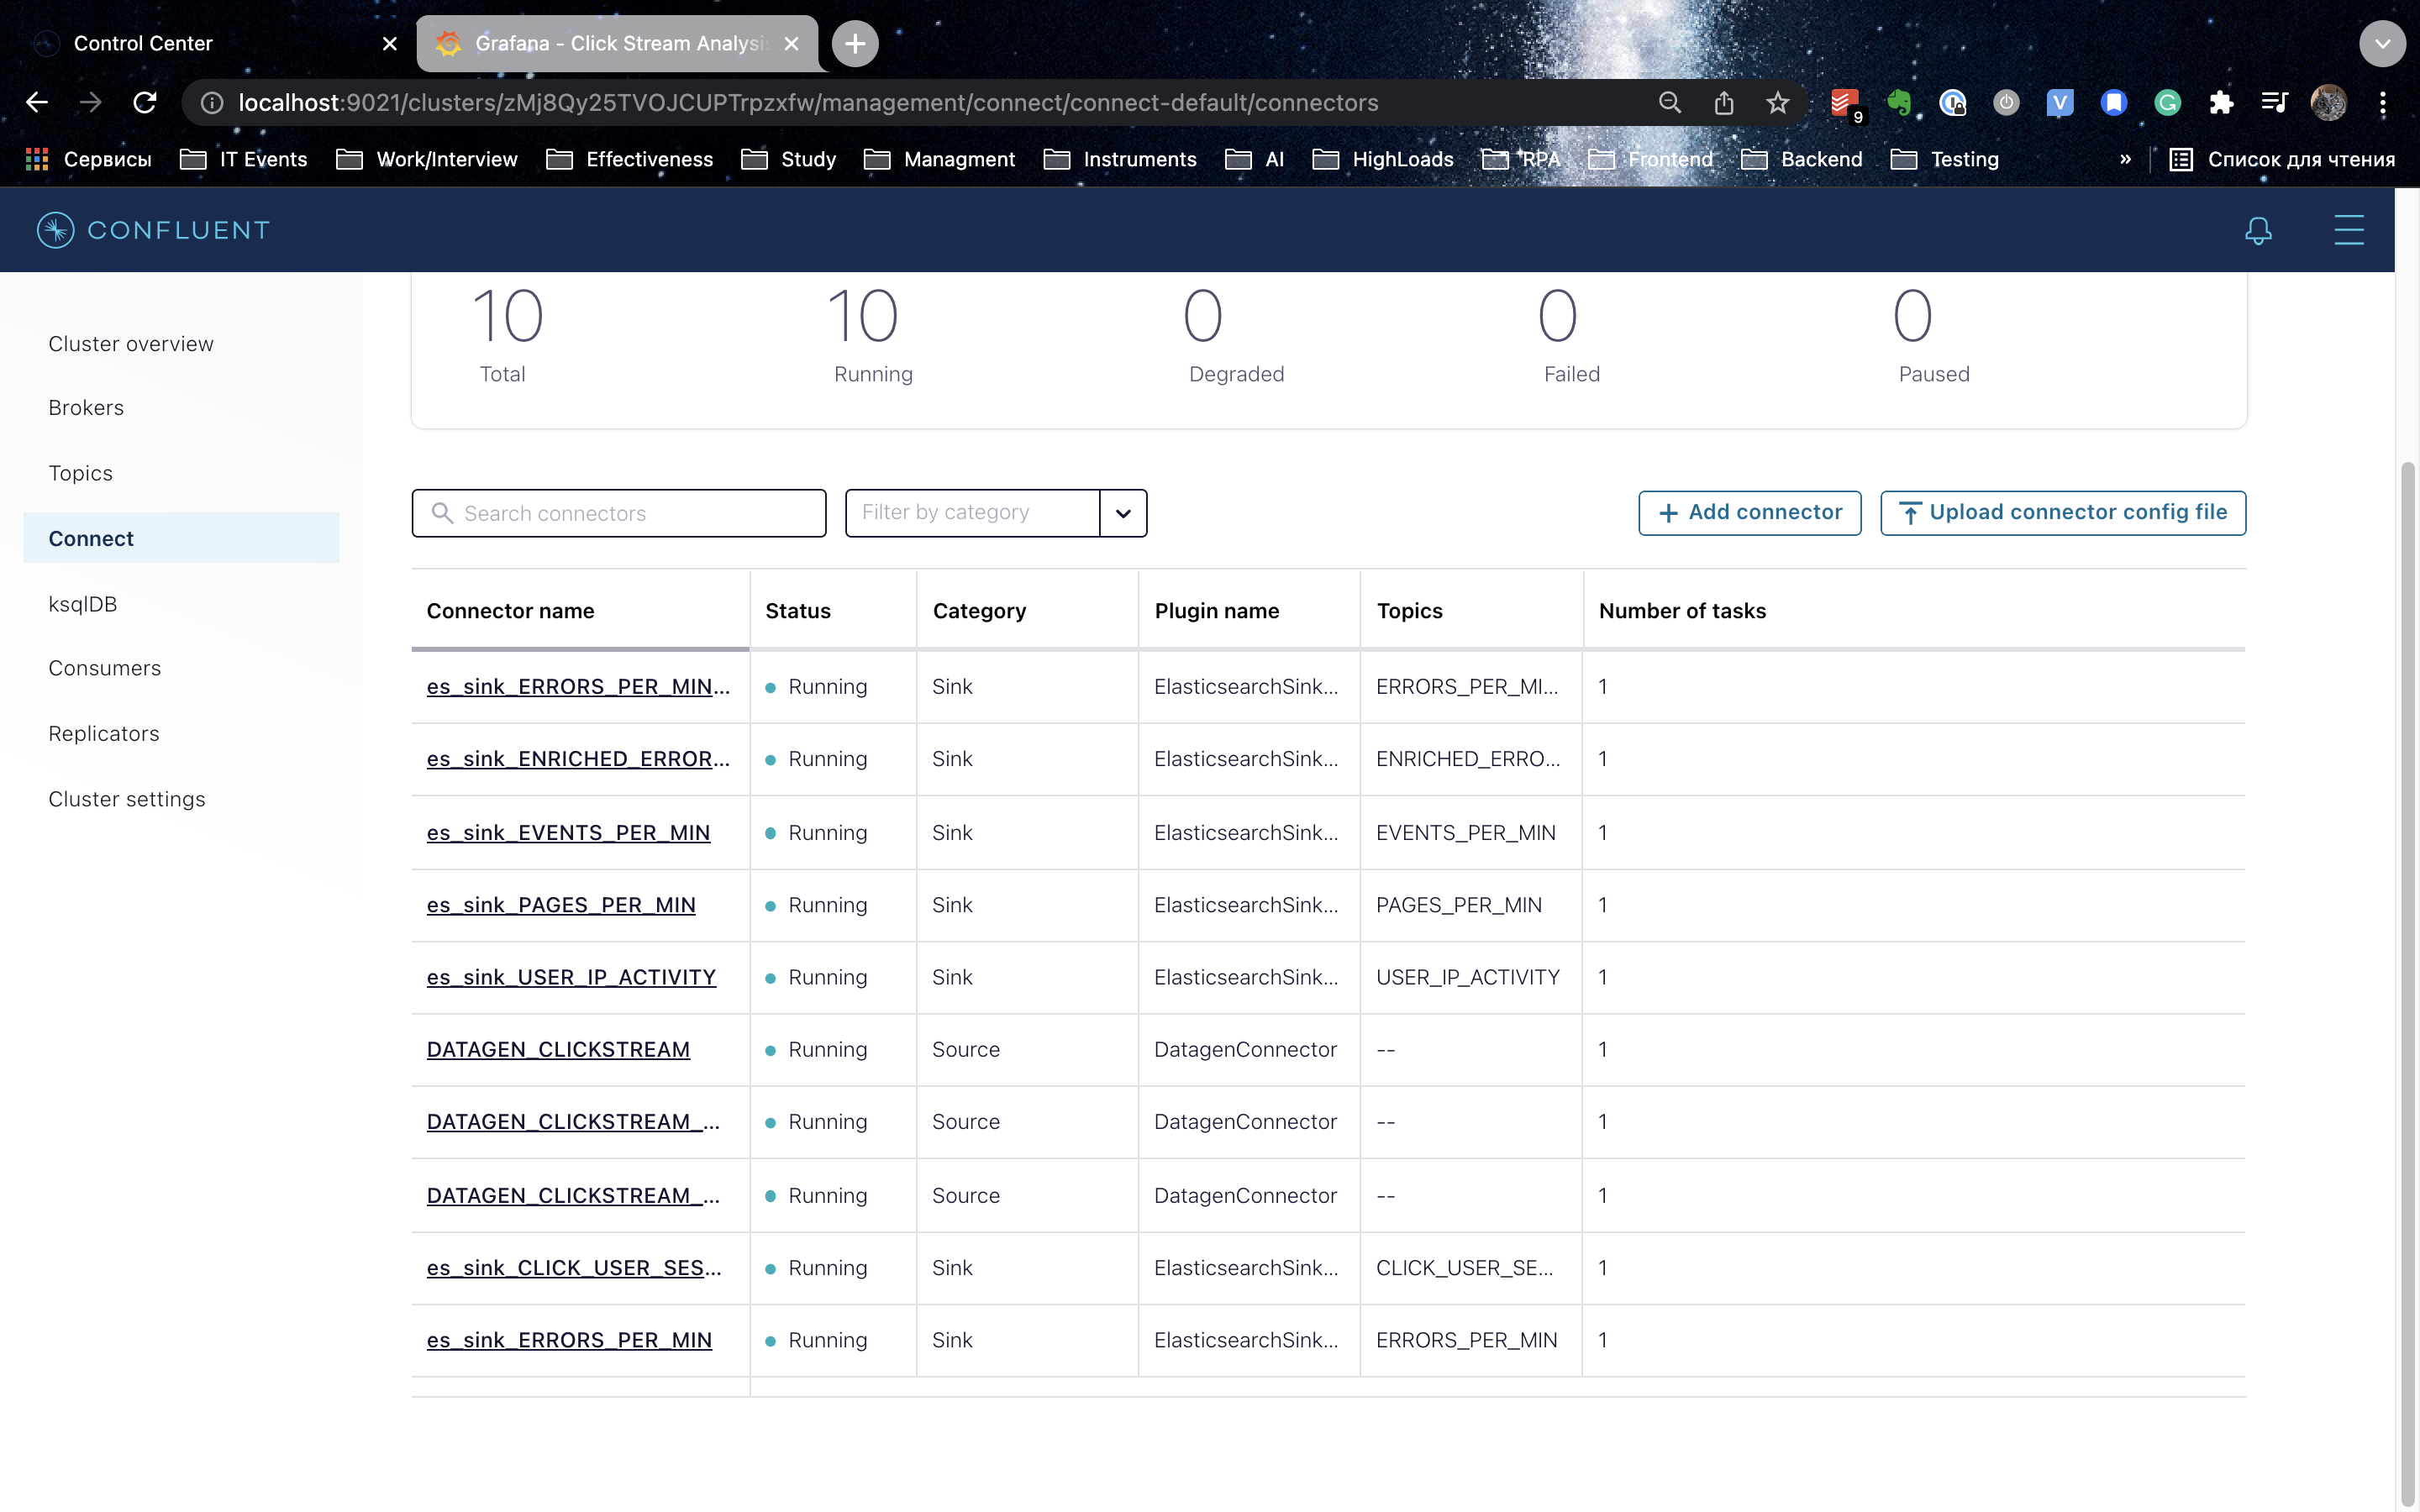 Control Center
Grafana - Click Stream Analysis
localhost:9021/clusters/zMj8Qy25TVOJCUPTrpzxfw/management/connect/connect-default/connectors
9
Сервисы IT Events Work/Interview Effectiveness Study Managment Instruments AI HighLoads RPA Frontend Backend Testing » Список для чтения
CONFLUENT
10 10 0 0 0
Total Running Degraded Failed Paused
Cluster overview
Brokers
Topics
Connect
ksqlDB
Consumers
Replicators
Cluster settings
Search connectors Filter by category + Add connector Upload connector config file
Connector name Status Category Plugin name Topics Number of tasks
es_sink_ERRORS_PER_MIN... Running Sink ElasticsearchSink... ERRORS_PER_MI... 1
es_sink_ENRICHED_ERROR... Running Sink ElasticsearchSink... ENRICHED_ERRO... 1
es_sink_EVENTS_PER_MIN Running Sink ElasticsearchSink... EVENTS_PER_MIN 1
es_sink_PAGES_PER_MIN Running Sink ElasticsearchSink... PAGES_PER_MIN 1
es_sink_USER_IP_ACTIVITY Running Sink ElasticsearchSink... USER_IP_ACTIVITY 1
DATAGEN_CLICKSTREAM Running Source DatagenConnector -- 1
DATAGEN_CLICKSTREAM_... Running Source DatagenConnector -- 1
DATAGEN_CLICKSTREAM_... Running Source DatagenConnector -- 1
es_sink_CLICK_USER_SES... Running Sink ElasticsearchSink... CLICK_USER_SE... 1
es_sink_ERRORS_PER_MIN Running Sink ElasticsearchSink... ERRORS_PER_MIN 1